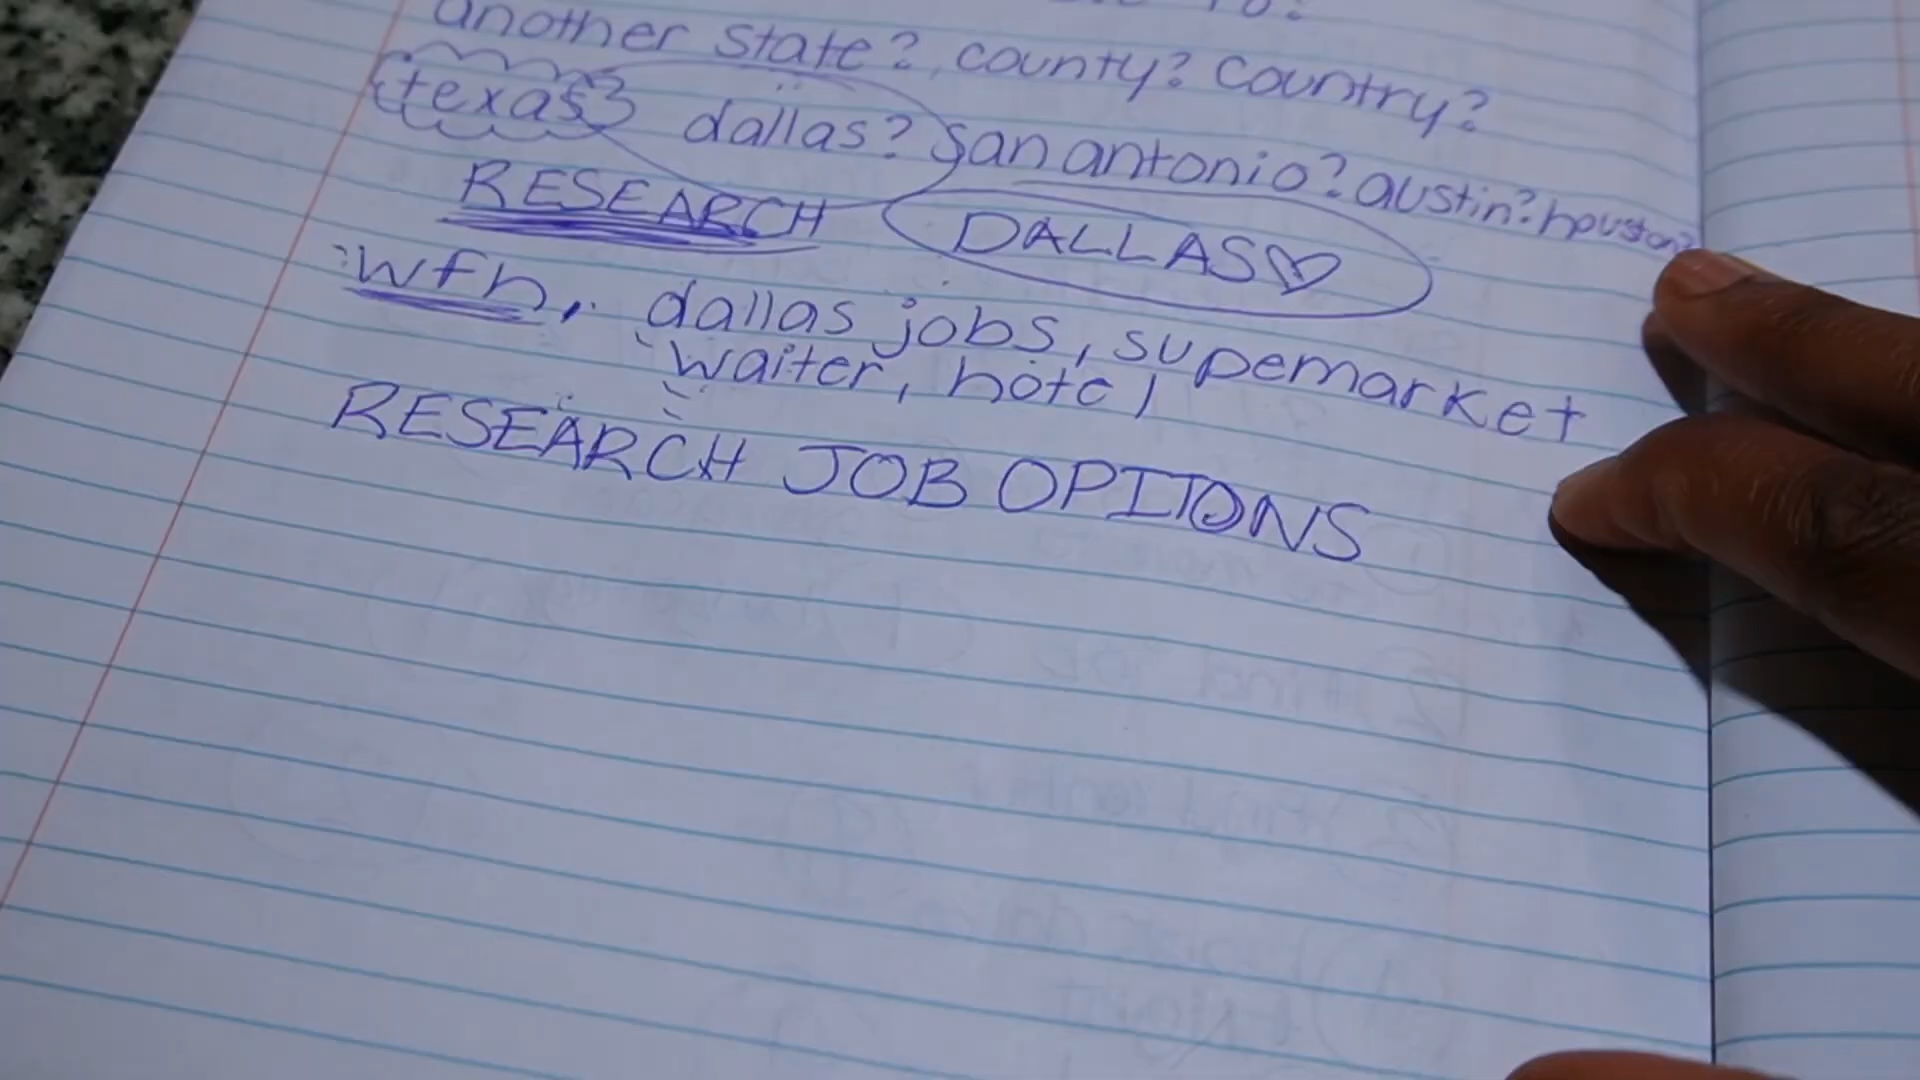 another state? county? country?
texas dallas? san antonio? austin? houston?
RESEARCH DALLAS♡
wfh, dallas jobs, supemarket
waiter, hotel
RESEARCH JOB OPITONS